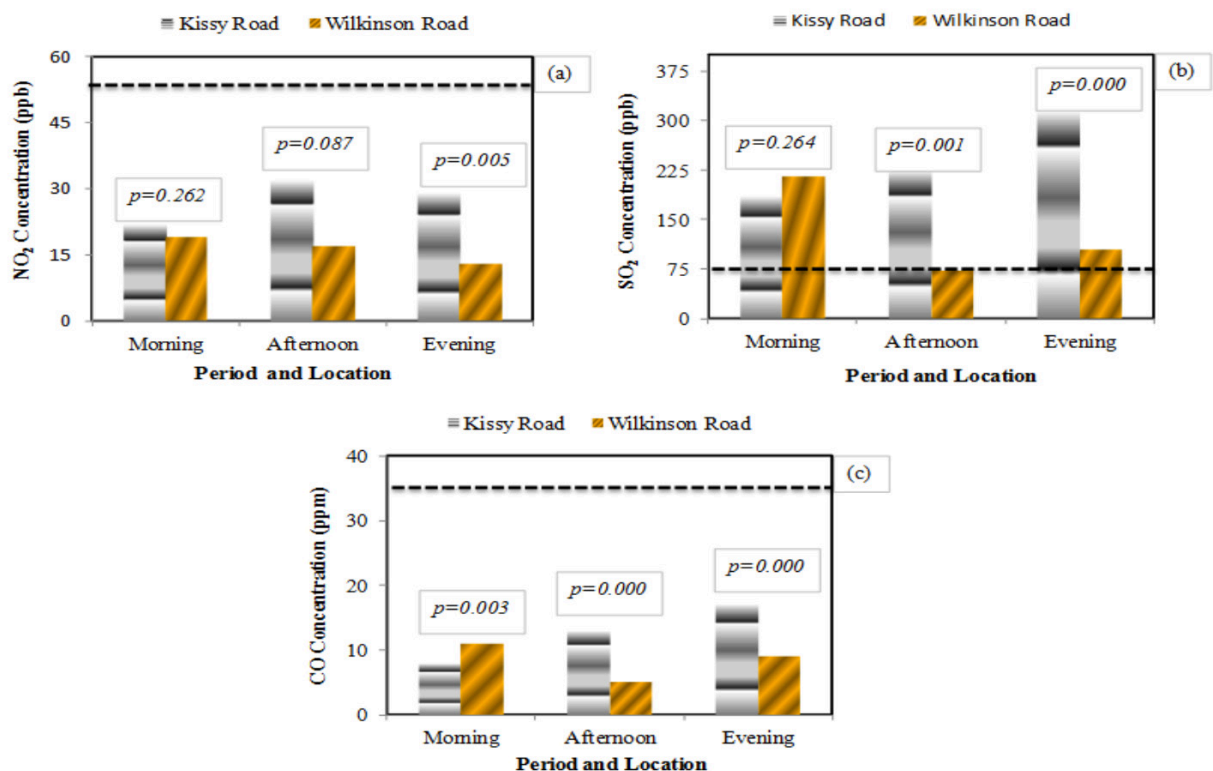 Kissy Road Wilkinson Road
(a)
NO₂ Concentration (ppb)
60
45
30
15
0
p=0.262
p=0.087
p=0.005
Morning Afternoon Evening
Period and Location
Kissy Road Wilkinson Road
(b)
SO₂ Concentration (ppb)
375
300
225
150
75
0
p=0.264
p=0.001
p=0.000
Morning Afternoon Evening
Period and Location
Kissy Road Wilkinson Road
(c)
CO Concentration (ppm)
40
30
20
10
0
p=0.003
p=0.000
p=0.000
Morning Afternoon Evening
Period and Location